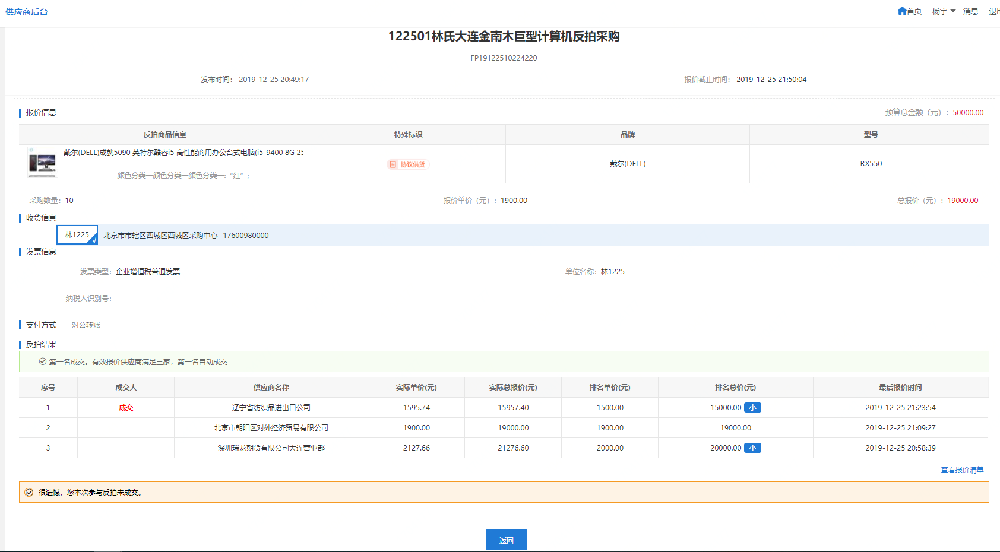 供应商后台
首页 杨宇 消息 退出
122501林氏大连金南木巨型计算机反拍采购
FP19122510224220
发布时间： 2019-12-25 20:49:17 报价截止时间： 2019-12-25 21:50:04
报价信息 预算总金额（元）：50000.00
反拍商品信息 特殊标识 品牌 型号
戴尔(DELL)成就5090 英特尔酷睿i5 高性能商用办公台式电脑(i5-9400 8G 25
颜色分类一颜色分类一颜色分类一:“红”;
协议供货 戴尔(DELL) RX550
采购数量：10 报价单价（元）：1900.00 总报价（元）：19000.00
收货信息
林1225 √ 北京市市辖区西城区西城区采购中心 17600980000
发票信息
发票类型：企业增值税普通发票 单位名称：林1225
纳税人识别号：
支付方式 对公转账
反拍结果
第一名成交。有效报价供应商满足三家，第一名自动成交
序号 成交人 供应商名称 实际单价(元) 实际总报价(元) 排名单价(元) 排名总价(元) 最后报价时间
1 成交 辽宁省纺织品进出口公司 1595.74 15957.40 1500.00 15000.00 小 2019-12-25 21:23:54
2 北京市朝阳区对外经济贸易有限公司 1900.00 19000.00 1900.00 19000.00 2019-12-25 21:09:27
3 深圳瑞龙期货有限公司大连营业部 2127.66 21276.60 2000.00 20000.00 小 2019-12-25 20:58:39
查看报价清单
很遗憾，您本次参与反拍未成交。
返回